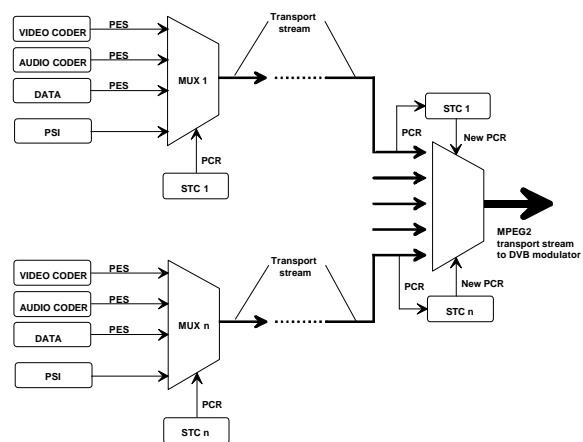 Transport
stream
VIDEO CODER
PES
AUDIO CODER
PES
DATA
PES
PSI
MUX 1
PCR
STC 1
STC 1
PCR
New PCR
MPEG2
transport stream
to DVB modulator
Transport
stream
VIDEO CODER
PES
AUDIO CODER
PES
DATA
PES
PSI
MUX n
PCR
STC n
PCR
New PCR
STC n